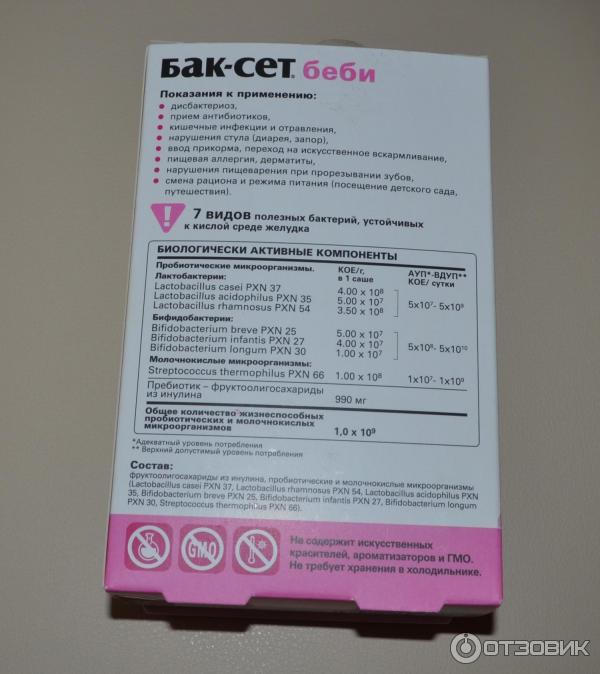 Бак-сет® беби
Показания к применению:
• дисбактериоз,
• прием антибиотиков,
• кишечные инфекции и отравления,
• нарушения стула (диарея, запор),
• ввод прикорма, переход на искусственное вскармливание,
• пищевая аллергия, дерматиты,
• нарушения пищеварения при прорезывании зубов,
• смена рациона и режима питания (посещение детского сада,
путешествия).
! 7 видов полезных бактерий, устойчивых
к кислой среде желудка
БИОЛОГИЧЕСКИ АКТИВНЫЕ КОМПОНЕНТЫ
Пробиотические микроорганизмы. КОЕ/г, в 1 саше АУП*-ВДУП** КОЕ/ сутки
Лактобактерии:
Lactobacillus casei PXN 37 4.00 x 10⁸
Lactobacillus acidophilus PXN 35 5.00 x 10⁷ 5x10⁷- 5x10⁹
Lactobacillus rhamnosus PXN 54 3.50 x 10⁸
Бифидобактерии:
Bifidobacterium breve PXN 25 5.00 x 10⁷
Bifidobacterium infantis PXN 27 4.00 x 10⁷ 5x10⁸- 5x10¹⁰
Bifidobacterium longum PXN 30 1.00 x 10⁷
Молочнокислые микроорганизмы:
Streptococcus thermophilus PXN 66 1.00 x 10⁸ 1x10⁷- 1x10⁹
Пребиотик – фруктоолигосахариды
из инулина 990 мг
Общее количество жизнеспособных
пробиотических и молочнокислых
микроорганизмов 1,0 x 10⁹
*Адекватный уровень потребления
** Верхний допустимый уровень потребления
Состав:
фруктоолигосахариды из инулина, пробиотические и молочнокислые микроорганизмы
(Lactobacillus casei PXN 37, Lactobacillus rhamnosus PXN 54, Lactobacillus acidophilus PXN
35, Bifidobacterium breve PXN 25, Bifidobacterium infantis PXN 27, Bifidobacterium longum
PXN 30, Streptococcus thermophilus PXN 66).
ГМО
Не содержит искусственных
красителей, ароматизаторов и ГМО.
Не требует хранения в холодильнике.
ОТЗОВИК